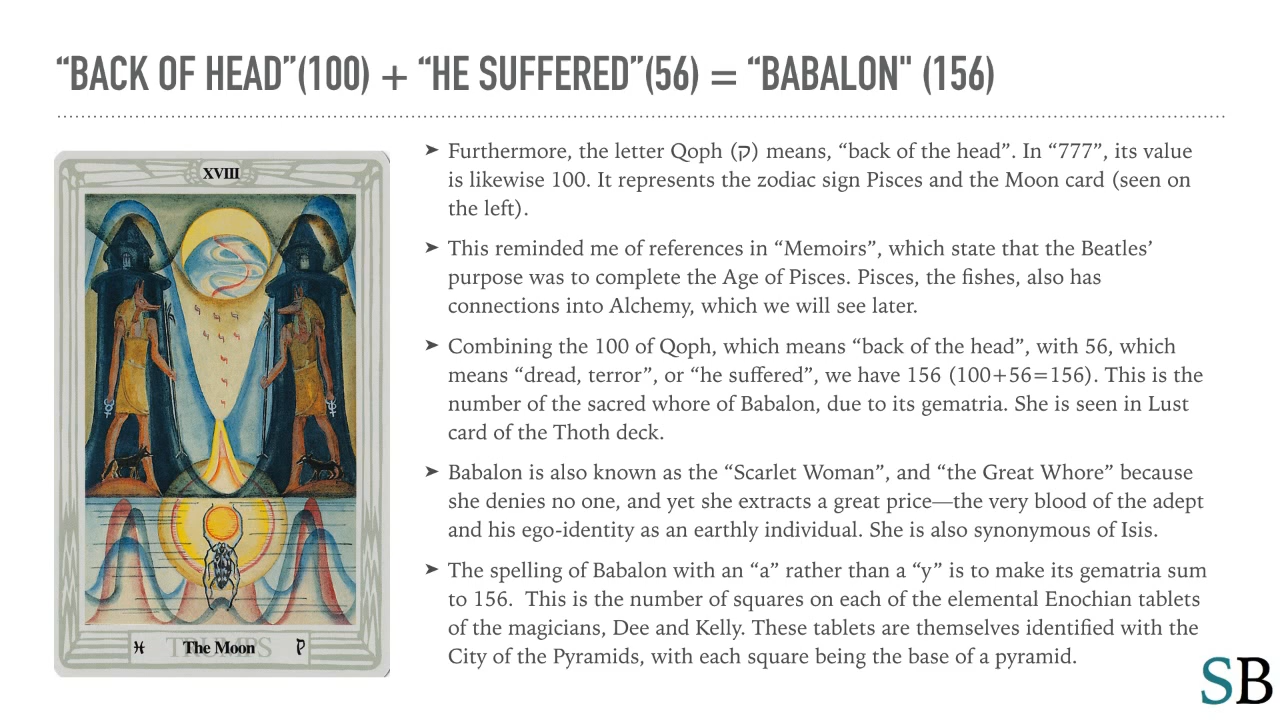 “BACK OF HEAD”(100) + “HE SUFFERED”(56) = “BABALON" (156)
XVIII
♓ TRUMPS The Moon ק
➤ Furthermore, the letter Qoph (ק) means, “back of the head”. In “777”, its value
is likewise 100. It represents the zodiac sign Pisces and the Moon card (seen on
the left).
➤ This reminded me of references in “Memoirs”, which state that the Beatles’
purpose was to complete the Age of Pisces. Pisces, the fishes, also has
connections into Alchemy, which we will see later.
➤ Combining the 100 of Qoph, which means “back of the head”, with 56, which
means “dread, terror”, or “he suffered”, we have 156 (100+56=156). This is the
number of the sacred whore of Babalon, due to its gematria. She is seen in Lust
card of the Thoth deck.
➤ Babalon is also known as the “Scarlet Woman”, and “the Great Whore” because
she denies no one, and yet she extracts a great price—the very blood of the adept
and his ego-identity as an earthly individual. She is also synonymous of Isis.
➤ The spelling of Babalon with an “a” rather than a “y” is to make its gematria sum
to 156.  This is the number of squares on each of the elemental Enochian tablets
of the magicians, Dee and Kelly. These tablets are themselves identified with the
City of the Pyramids, with each square being the base of a pyramid.
SB